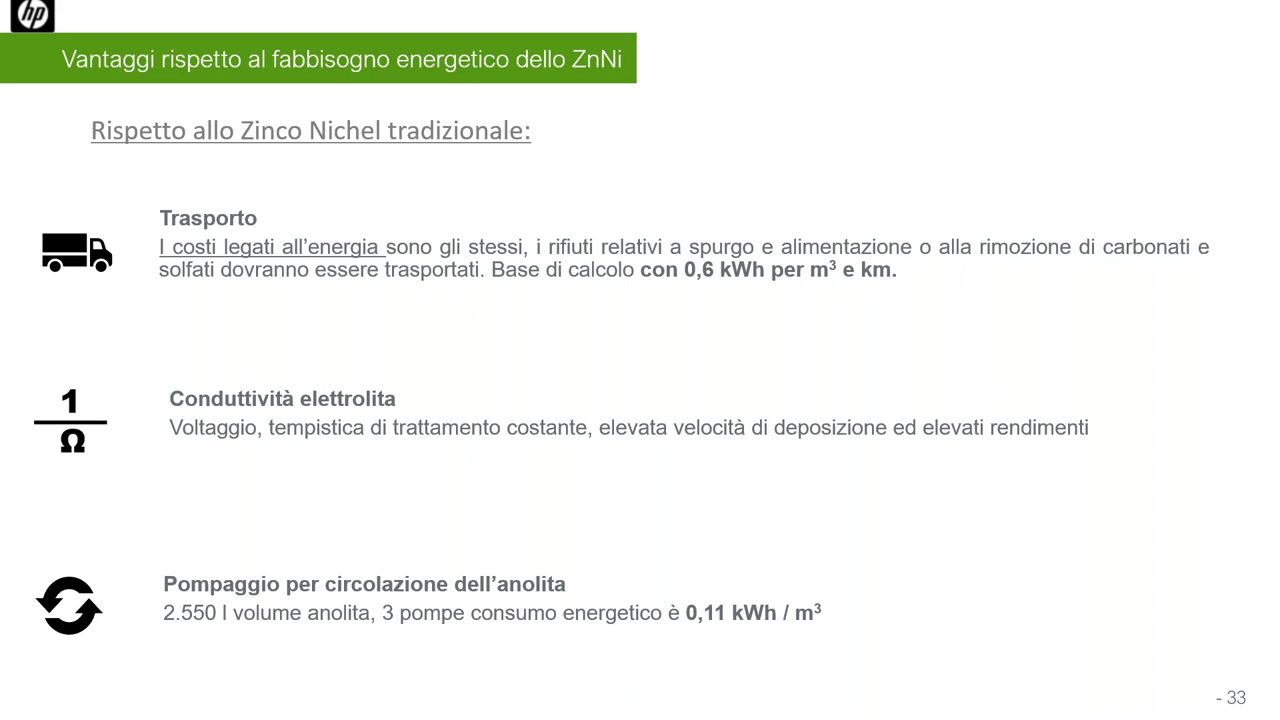 hp
Vantaggi rispetto al fabbisogno energetico dello ZnNi
Rispetto allo Zinco Nichel tradizionale:
Trasporto
I costi legati all’energia sono gli stessi, i rifiuti relativi a spurgo e alimentazione o alla rimozione di carbonati e
solfati dovranno essere trasportati. Base di calcolo con 0,6 kWh per m³ e km.
1
Ω
Conduttività elettrolita
Voltaggio, tempistica di trattamento costante, elevata velocità di deposizione ed elevati rendimenti
Pompaggio per circolazione dell’anolita
2.550 l volume anolita, 3 pompe consumo energetico è 0,11 kWh / m³
- 33